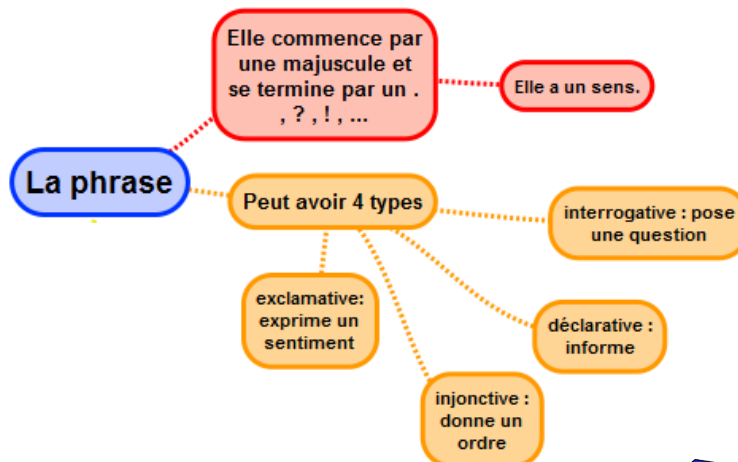 Elle commence par
une majuscule et
se termine par un .
, ? , ! , ...
Elle a un sens.
La phrase
Peut avoir 4 types
interrogative : pose
une question
exclamative:
exprime un
sentiment
déclarative :
informe
injonctive :
donne un
ordre